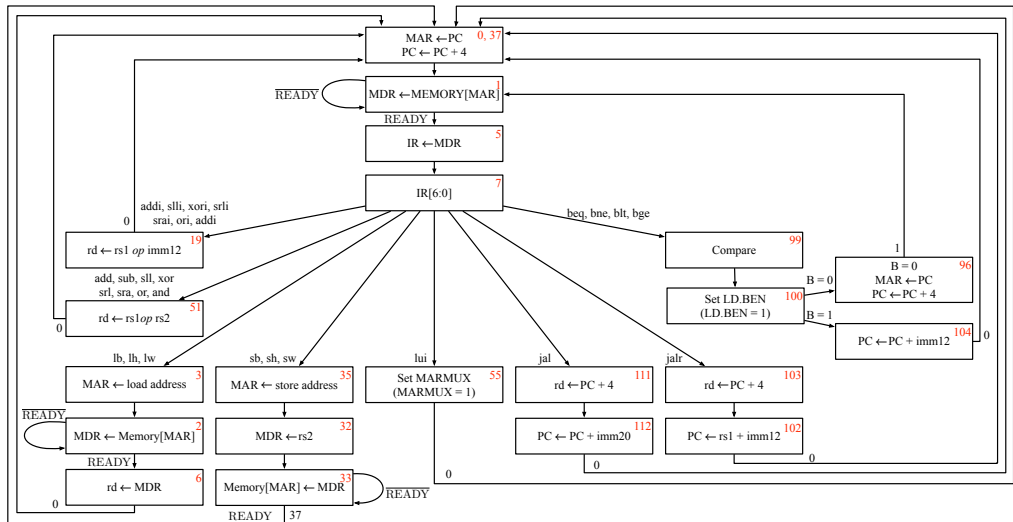 0, 37
MAR ←PC
PC ← PC + 4
1
READY
MDR ←MEMORY[MAR]
READY
5
IR ←MDR
7
IR[6:0]
addi, slli, xori, srli
srai, ori, addi
0
19
rd ← rs1 op imm12
add, sub, sll, xor
srl, sra, or, and
51
0
rd ← rs1op rs2
beq, bne, blt, bge
99
Compare
100
Set LD.BEN
(LD.BEN = 1)
B = 0
B = 1
1
96
B = 0
MAR ←PC
PC ←PC + 4
104
PC ←PC + imm12
0
lb, lh, lw
3
MAR ←load address
READY
2
MDR ←Memory[MAR]
READY
6
rd ← MDR
0
sb, sh, sw
35
MAR ←store address
32
MDR ←rs2
33
Memory[MAR] ← MDR
READY
READY
37
lui
55
Set MARMUX
(MARMUX = 1)
0
jal
111
rd ←PC + 4
112
PC ← PC + imm20
0
jalr
103
rd ←PC + 4
102
PC ←rs1 + imm12
0